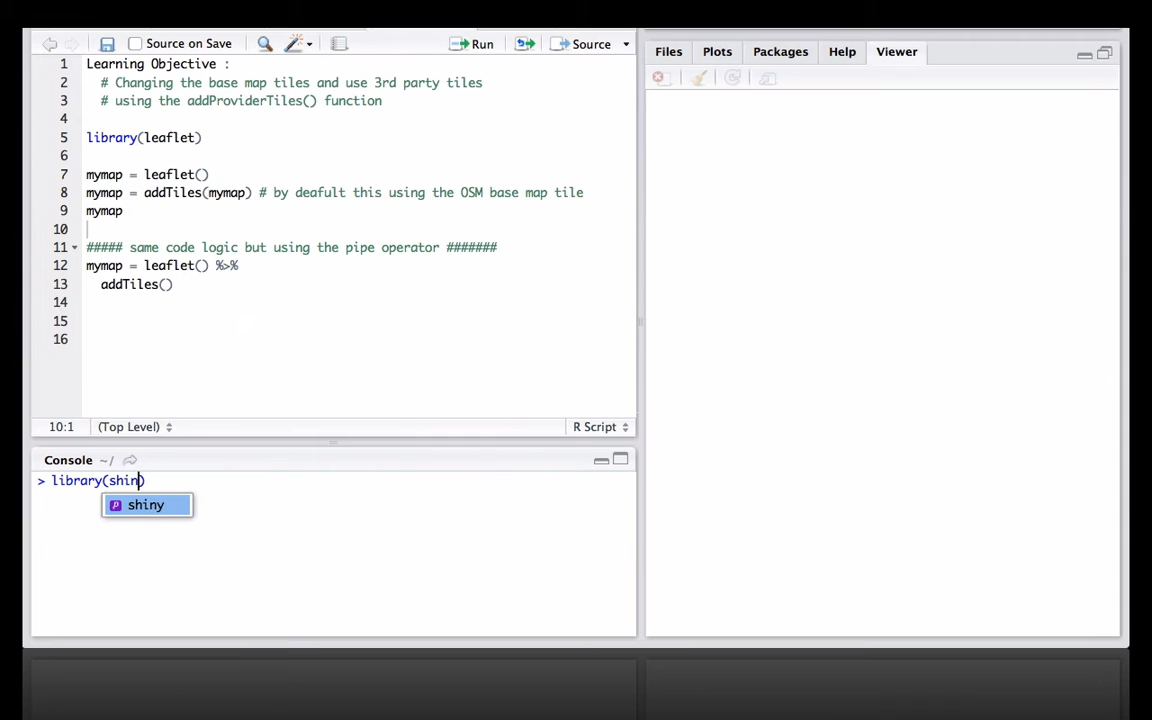 Source on Save Run Source
Files Plots Packages Help Viewer
1 Learning Objective :
2 # Changing the base map tiles and use 3rd party tiles
3 # using the addProviderTiles() function
4
5 library(leaflet)
6
7 mymap = leaflet()
8 mymap = addTiles(mymap) # by deafult this using the OSM base map tile
9 mymap
10
11 ##### same code logic but using the pipe operator #######
12 mymap = leaflet() %>%
13 addTiles()
14
15
16
10:1 (Top Level) R Script
Console ~/
> library(shin)
shiny